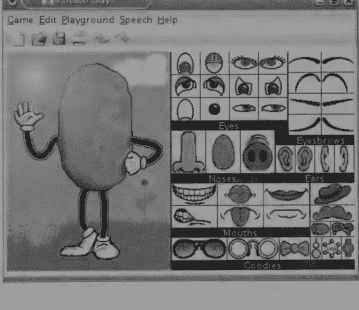 Game Edit Playground Speech Help
Eyes
Eyebrows
Noses
Ears
Mouths
Goodies